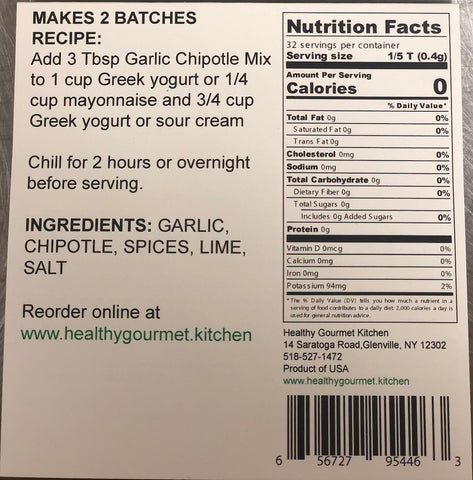 MAKES 2 BATCHES
RECIPE:
Add 3 Tbsp Garlic Chipotle Mix
to 1 cup Greek yogurt or 1/4
cup mayonnaise and 3/4 cup
Greek yogurt or sour cream
Chill for 2 hours or overnight
before serving.
INGREDIENTS: GARLIC,
CHIPOTLE, SPICES, LIME,
SALT
Reorder online at
www.healthygourmet.kitchen
Nutrition Facts
32 servings per container
Serving size 1/5 T (0.4g)
Amount Per Serving
Calories 0
% Daily Value*
Total Fat 0g 0%
Saturated Fat 0g 0%
Trans Fat 0g
Cholesterol 0mg 0%
Sodium 0mg 0%
Total Carbohydrate 0g 0%
Dietary Fiber 0g 0%
Total Sugars 0g
Includes 0g Added Sugars 0%
Protein 0g
Vitamin D 0mcg 0%
Calcium 0mg 0%
Iron 0mg 0%
Potassium 94mg 2%
*The % Daily Value (DV) tells you how much a nutrient in a
serving of food contributes to a daily diet. 2,000 calories a day is
used for general nutrition advice.
Healthy Gourmet Kitchen
14 Saratoga Road,Glenville, NY 12302
518-527-1472
Product of USA
www.healthygourmet.kitchen
6 56727 95446 3